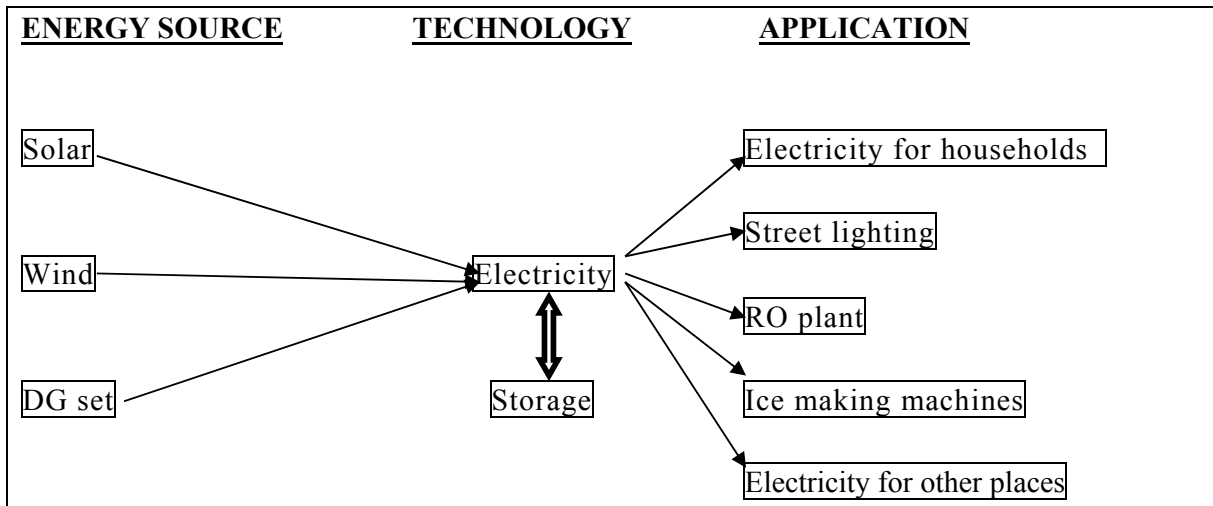 ENERGY SOURCE TECHNOLOGY APPLICATION
Solar
Electricity for households
Street lighting
Wind
Electricity
RO plant
DG set
Storage
Ice making machines
Electricity for other places